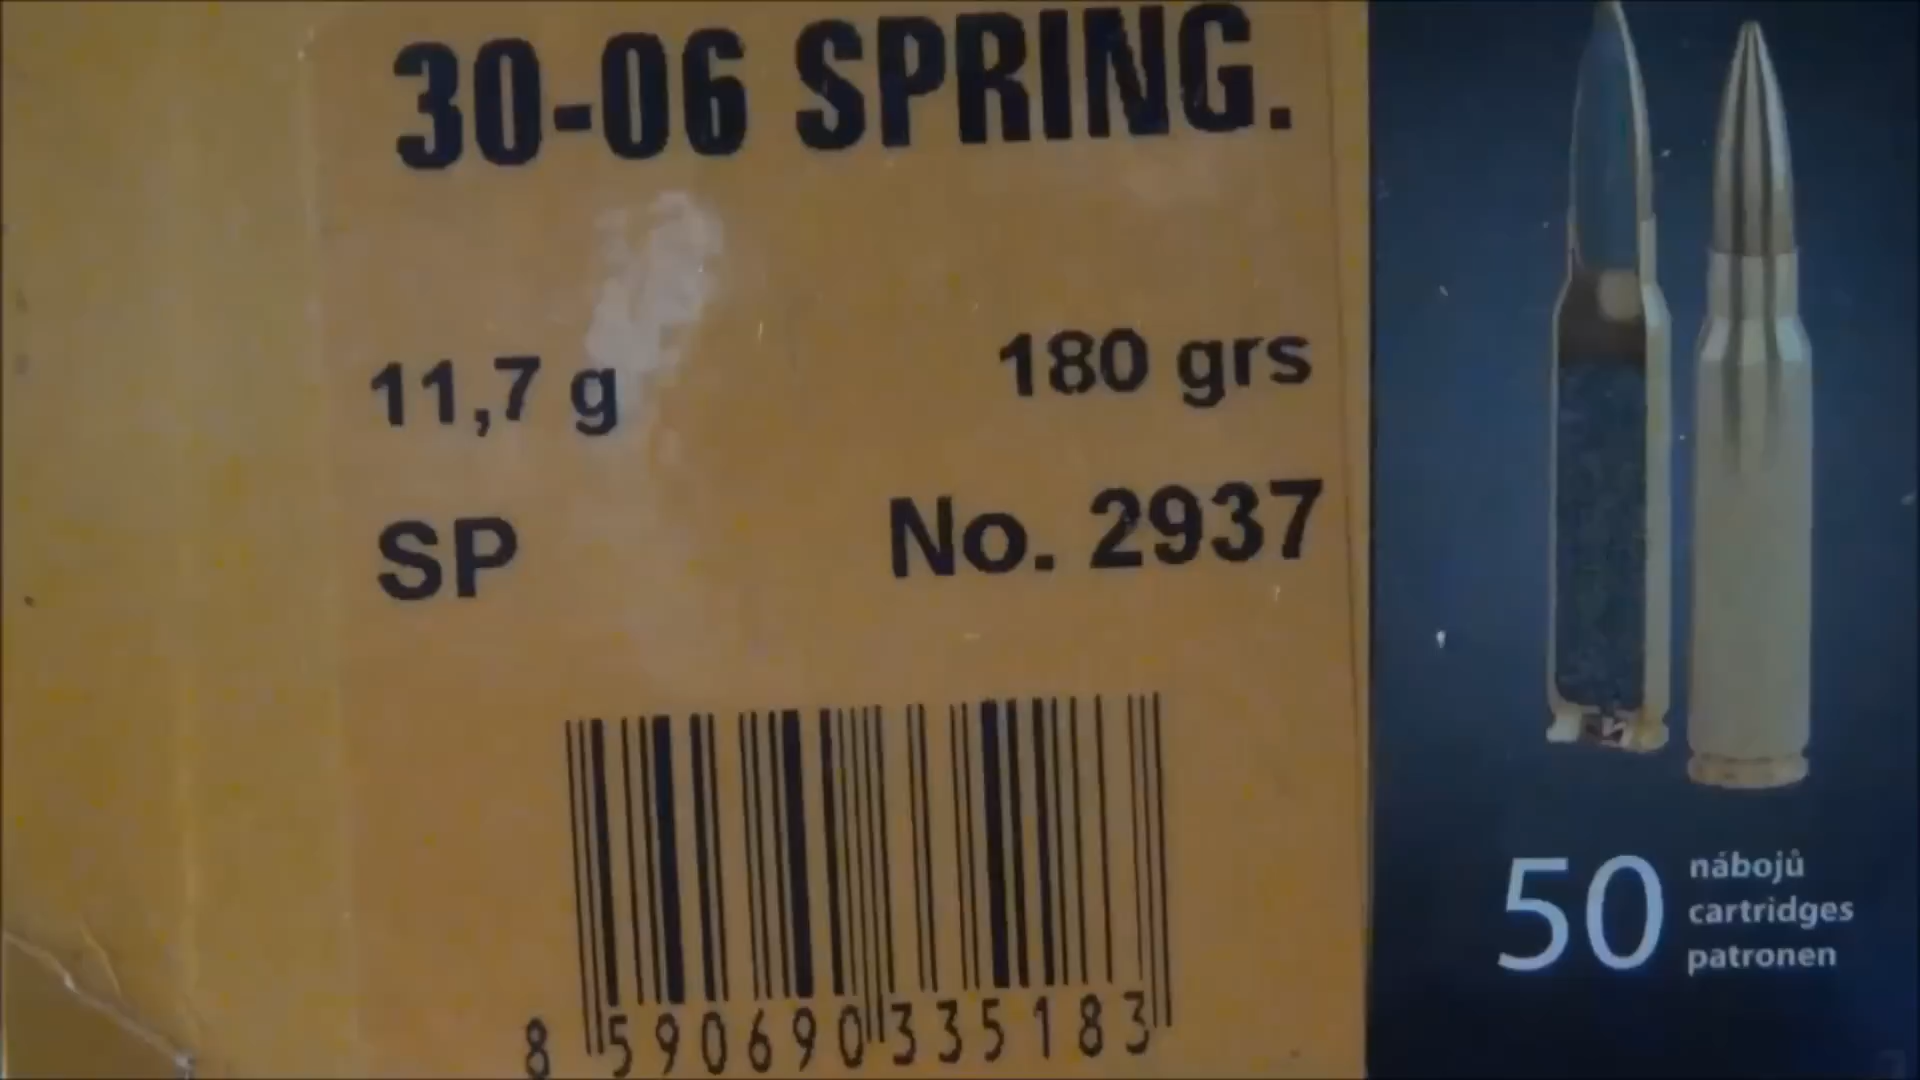 30-06 SPRING.
11,7 g 180 grs
SP No. 2937
8 590690 335183
50 nábojů
cartridges
patronen